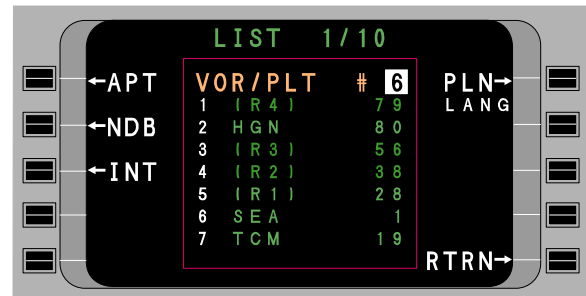 LIST 1/10
←APT VOR/PLT # 6 PLN→
LANG
1 (R4) 79
←NDB 2 HGN 80
3 (R3) 56
←INT 4 (R2) 38
5 (R1) 28
6 SEA 1
7 TCM 19
RTRN→